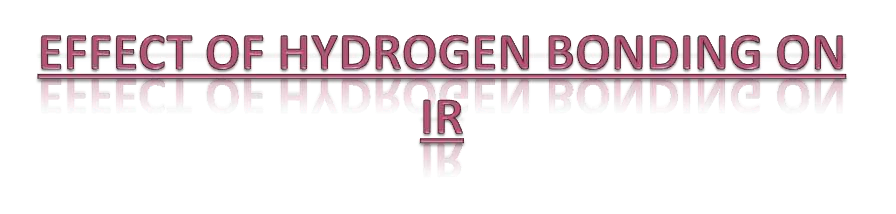 EFFECT OF HYDROGEN BONDING ON
IR